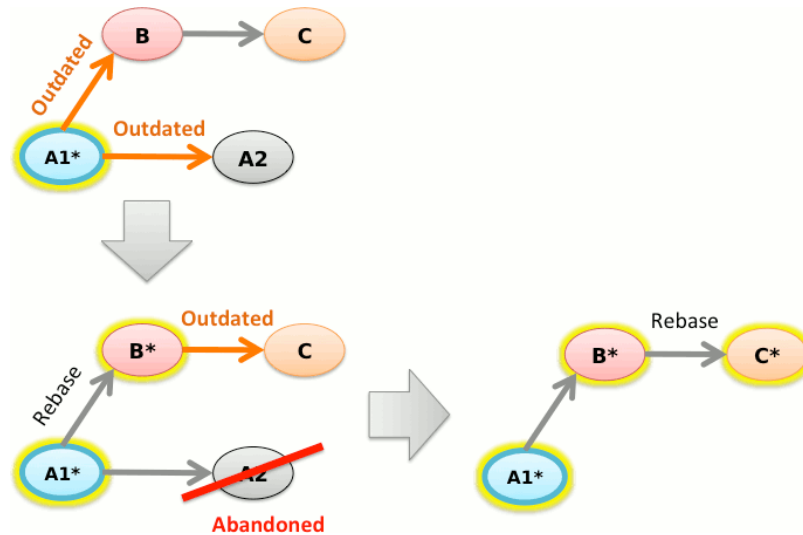 B
C
Outdated
Outdated
A1*
A2
Outdated
B*
C
Rebase
A1*
A2
Abandoned
Rebase
B*
C*
A1*